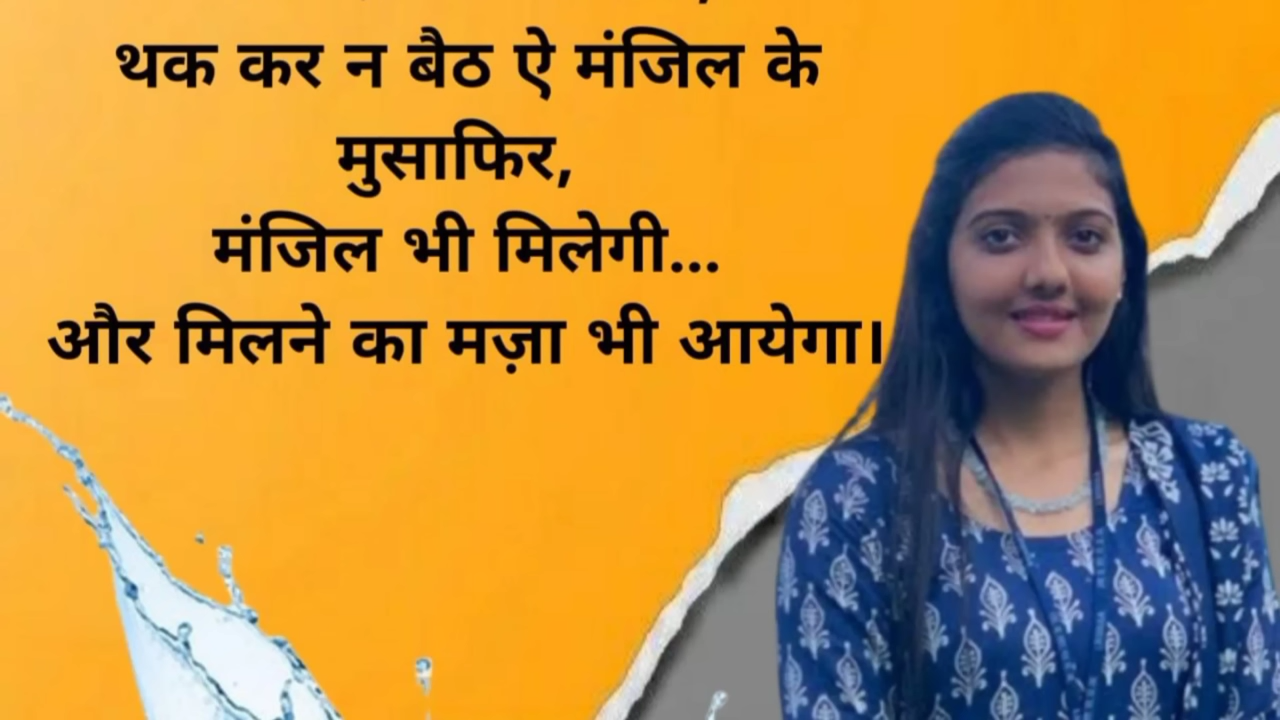 थक कर न बैठ ऐ मंजिल के
मुसाफिर,
मंजिल भी मिलेगी...
और मिलने का मज़ा भी आयेगा।